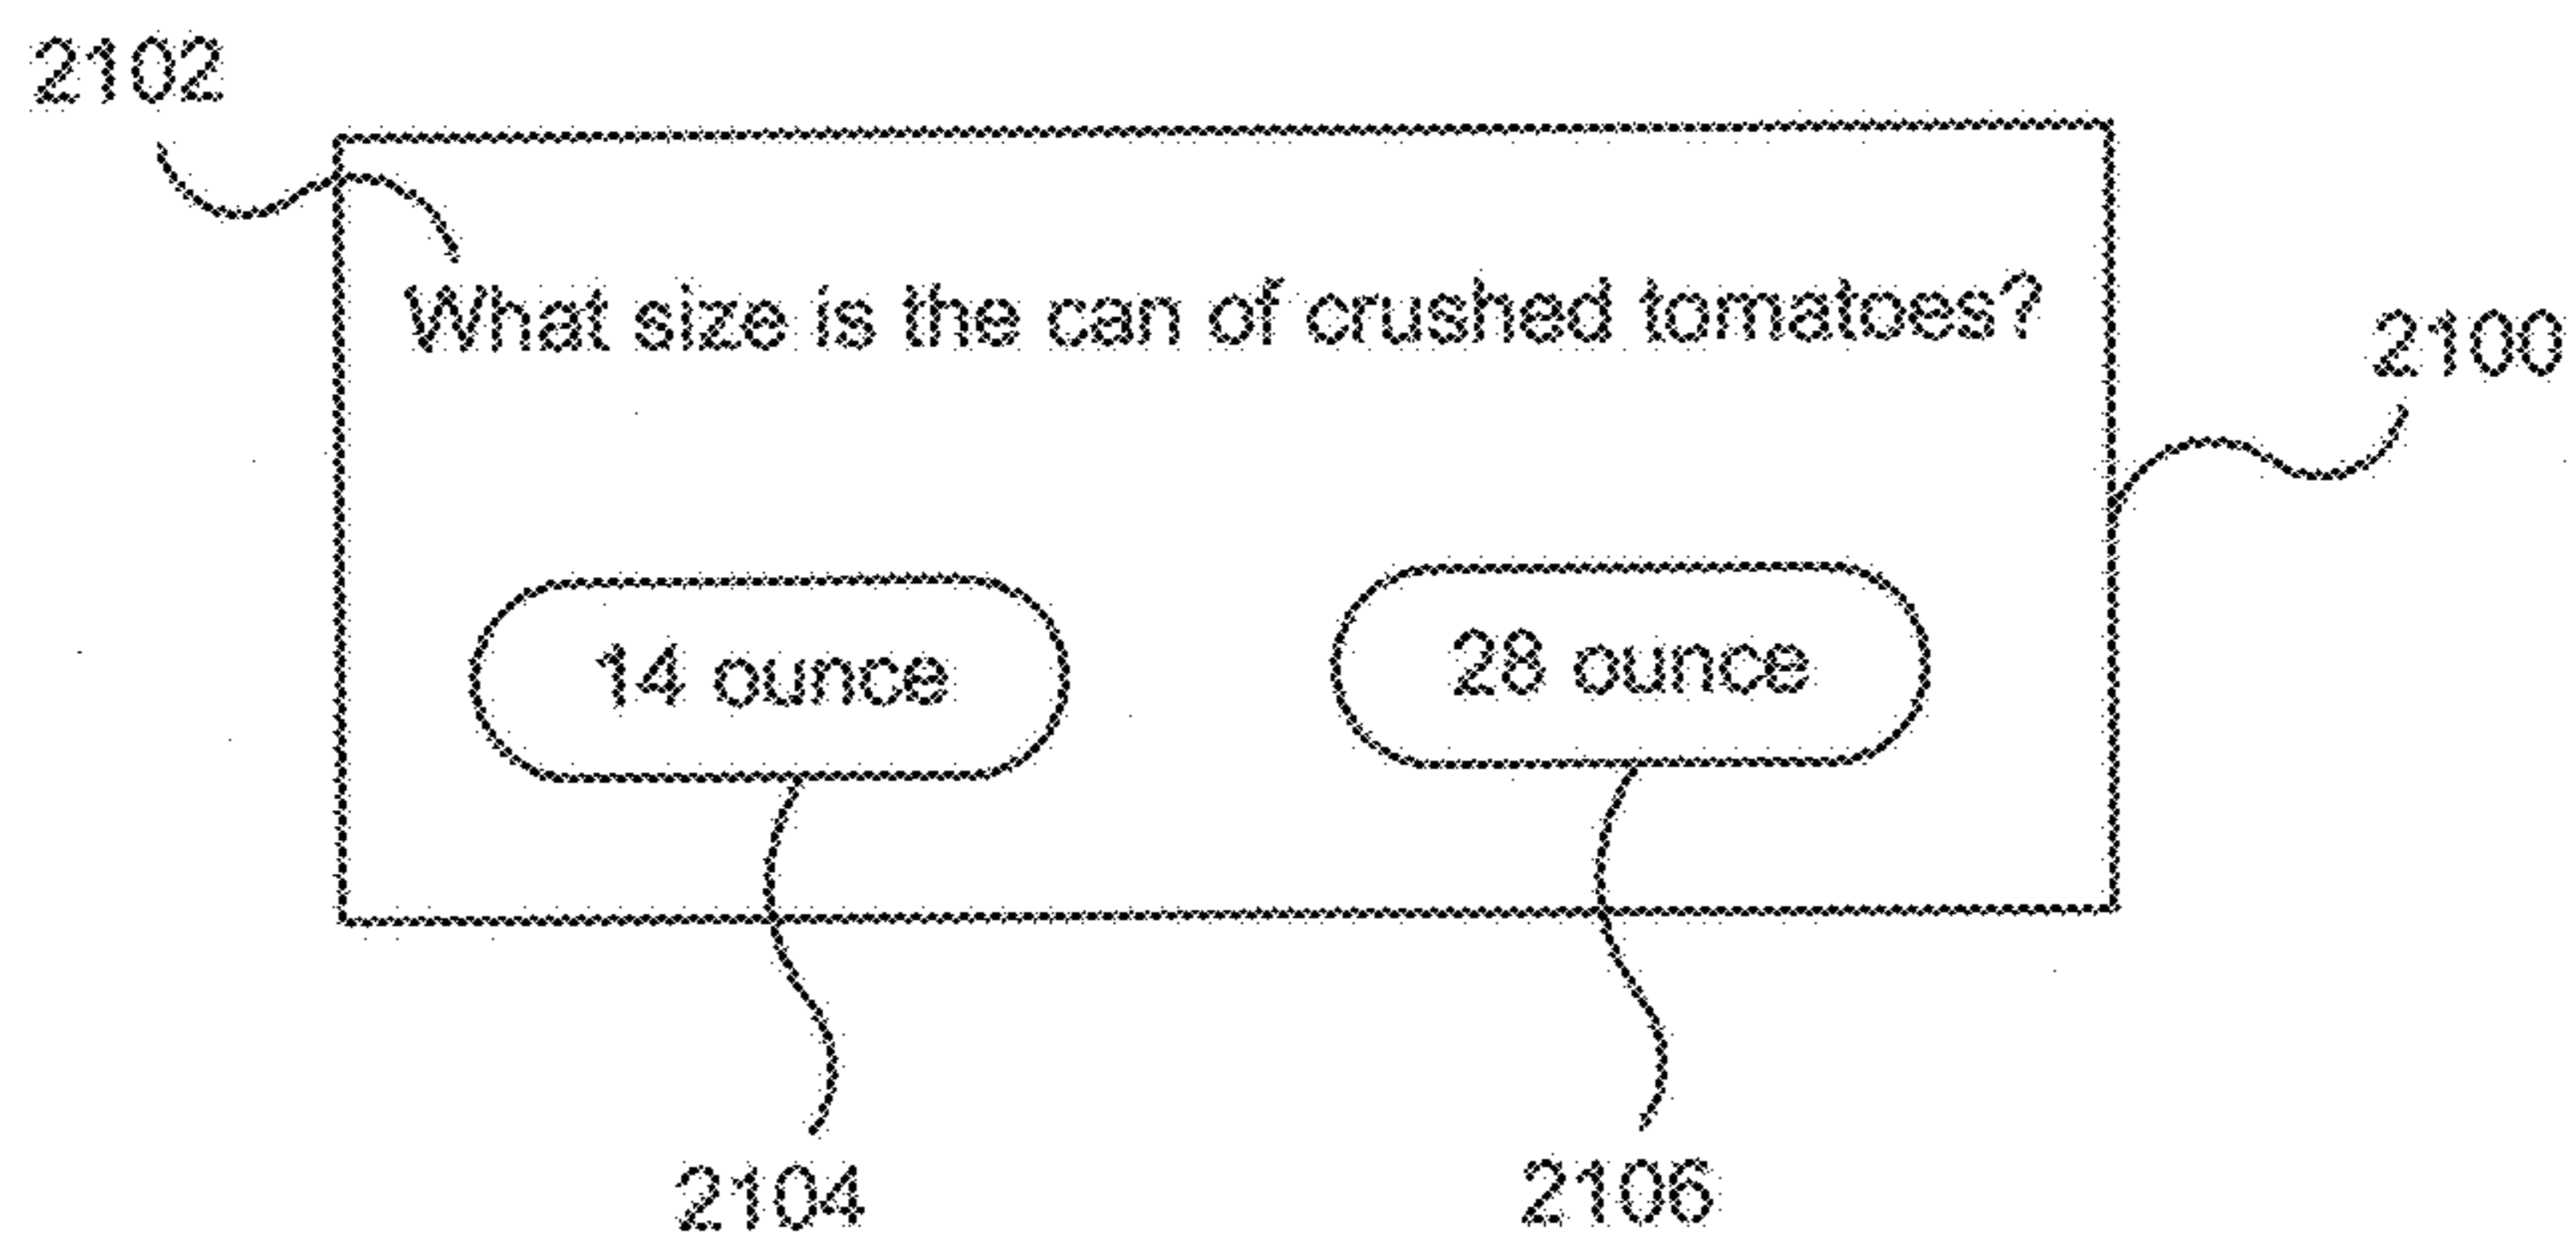 2102
What size is the can of crushed tomatoes?
2100
14 ounce
28 ounce
2104
2106